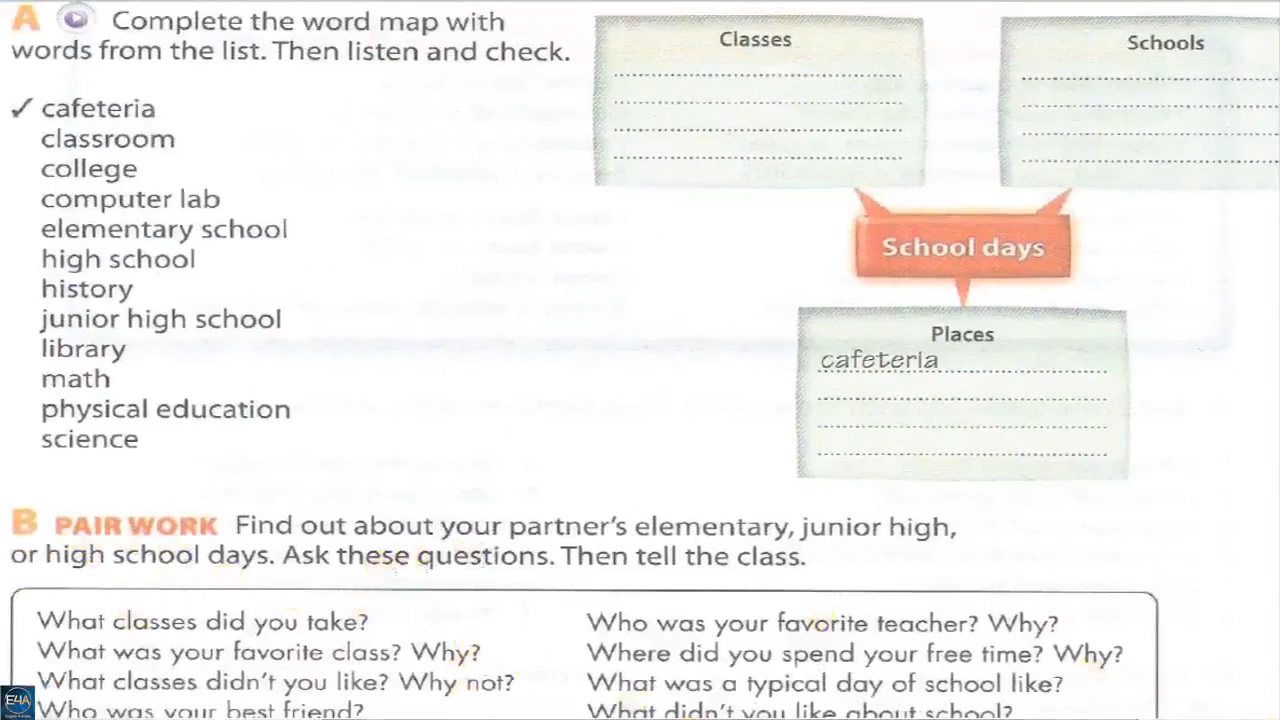 A Complete the word map with
words from the list. Then listen and check.
✓ cafeteria
classroom
college
computer lab
elementary school
high school
history
junior high school
library
math
physical education
science
Classes
Schools
School days
Places
cafeteria
B PAIR WORK Find out about your partner's elementary, junior high,
or high school days. Ask these questions. Then tell the class.
What classes did you take?
What was your favorite class? Why?
What classes didn't you like? Why not?
Who was your best friend?
Who was your favorite teacher? Why?
Where did you spend your free time? Why?
What was a typical day of school like?
What didn't you like about school?
E4A